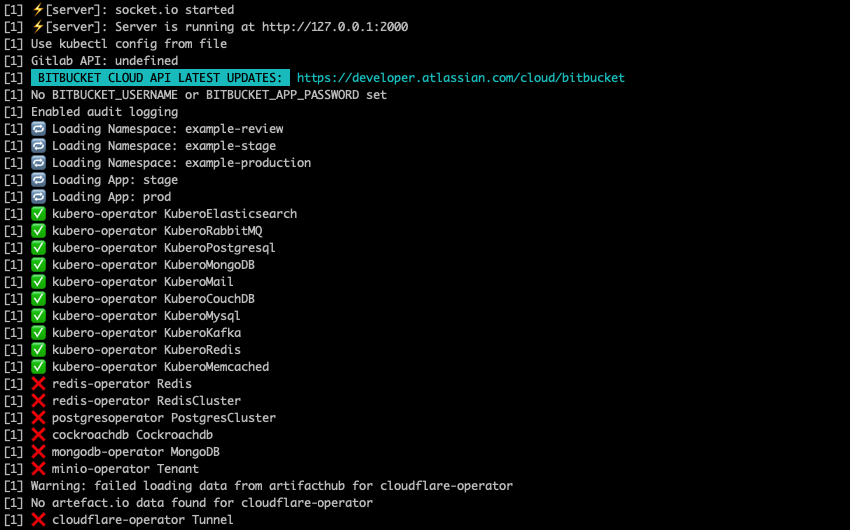 [1] ⚡[server]: socket.io started
[1] ⚡[server]: Server is running at http://127.0.0.1:2000
[1] Use kubectl config from file
[1] Gitlab API: undefined
[1] BITBUCKET CLOUD API LATEST UPDATES: https://developer.atlassian.com/cloud/bitbucket
[1] No BITBUCKET_USERNAME or BITBUCKET_APP_PASSWORD set
[1] Enabled audit logging
[1] 🔁 Loading Namespace: example-review
[1] 🔁 Loading Namespace: example-stage
[1] 🔁 Loading Namespace: example-production
[1] 🔁 Loading App: stage
[1] 🔁 Loading App: prod
[1] ✅ kubero-operator KuberoElasticsearch
[1] ✅ kubero-operator KuberoRabbitMQ
[1] ✅ kubero-operator KuberoPostgresql
[1] ✅ kubero-operator KuberoMongoDB
[1] ✅ kubero-operator KuberoMail
[1] ✅ kubero-operator KuberoCouchDB
[1] ✅ kubero-operator KuberoMysql
[1] ✅ kubero-operator KuberoKafka
[1] ✅ kubero-operator KuberoRedis
[1] ✅ kubero-operator KuberoMemcached
[1] ❌ redis-operator Redis
[1] ❌ redis-operator RedisCluster
[1] ❌ postgresoperator PostgresCluster
[1] ❌ cockroachdb Cockroachdb
[1] ❌ mongodb-operator MongoDB
[1] ❌ minio-operator Tenant
[1] Warning: failed loading data from artifacthub for cloudflare-operator
[1] No artefact.io data found for cloudflare-operator
[1] ❌ cloudflare-operator Tunnel